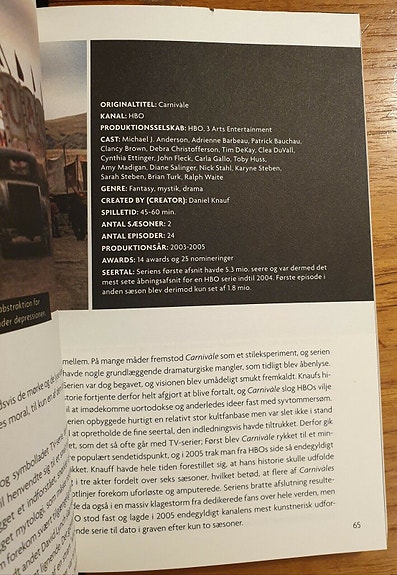 ORIGINALTITEL: Carnivàle
KANAL: HBO
PRODUKTIONSSELSKAB: HBO, 3 Arts Entertainment
CAST: Michael J. Anderson, Adrienne Barbeau, Patrick Bauchau,
Clancy Brown, Debra Christofferson, Tim DeKay, Clea DuVall,
Cynthia Ettinger, John Fleck, Carla Gallo, Toby Huss,
Amy Madigan, Diane Salinger, Nick Stahl, Karyne Steben,
Sarah Steben, Brian Turk, Ralph Waite
GENRE: Fantasy, mystik, drama
CREATED BY (CREATOR): Daniel Knauf
SPILLETID: 45-60 min.
ANTAL SÆSONER: 2
ANTAL EPISODER: 24
PRODUKTIONSÅR: 2003-2005
AWARDS: 14 awards og 25 nomineringer
SEERTAL: Seriens første afsnit havde 5.3 mio. seere og var dermed det
mest sete åbningsafsnit for en HBO serie indtil 2004. Første episode i
anden sæson blev derimod kun set af 1.8 mio.
abstraktion for
under depressionen.
mellem. På mange måder fremstod Carnivàle som et stileksperiment, og serien
havde nogle grundlæggende dramaturgiske mangler, som tidligt blev åbenlyse.
Serien var dog begavet, og visionen blev umådelig smukt fremkaldt. Knaufs hi-
storie fortjente derfor helt afgjort at blive fortalt, og Carnivàle slog HBOs vilje
til at imødekomme uortodokse og anderledes ideer fast med syvtommersøm.
Serien opbyggede hurtigt en relativt stor kultfanbase men var slet ikke i stand
at opretholde de fine seertal, den indledningsvis havde tiltrukket. Derfor gik
det, som det så ofte går med TV-serier; Først blev Carnivàle rykket til et min-
populært sendetidspunkt, og i 2005 trak man fra HBOs side så endegyldigt
stikket. Knauff havde hele tiden forestillet sig, at hans historie skulle udfolde
i tre akter fordelt over seks sæsoner, hvilket betød, at flere af Carnivàles
plotlinjer forekom uforløste og amputerede. Seriens bratte afslutning result-
de da også i en massiv klagestorm fra dedikerede fans over hele verden, men
HBO stod fast og lagde i 2005 endegyldigt kanalens mest kunstnerisk udfor-
drende serie til dato i graven efter kun to sæsoner.
65